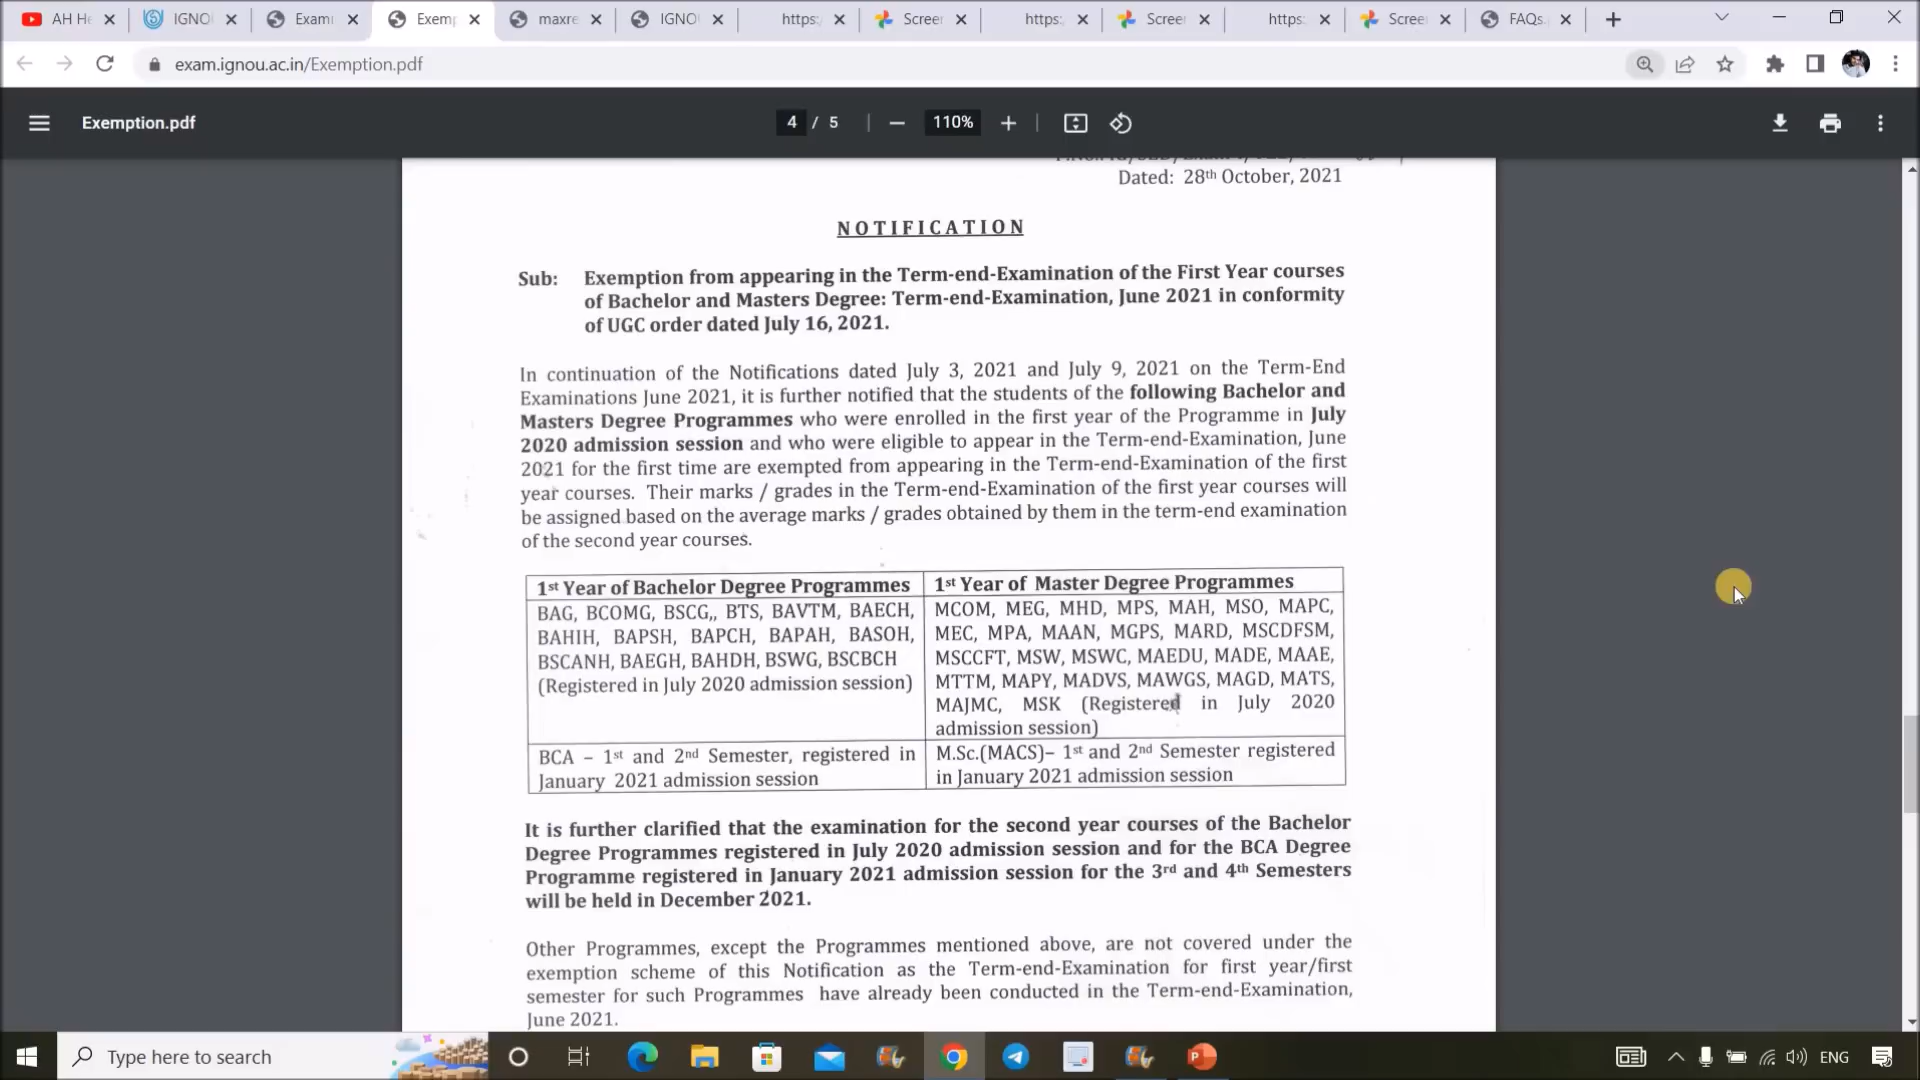 AH He
IGNOU
Exami
Exemp
maxre
IGNOU
https:
Screen
https:
Screen
https:
Screen
FAQs.
exam.ignou.ac.in/Exemption.pdf
Exemption.pdf
4 / 5
110%
Dated: 28th October, 2021
NOTIFICATION
Sub: Exemption from appearing in the Term-end-Examination of the First Year courses
of Bachelor and Masters Degree: Term-end-Examination, June 2021 in conformity
of UGC order dated July 16, 2021.
In continuation of the Notifications dated July 3, 2021 and July 9, 2021 on the Term-End
Examinations June 2021, it is further notified that the students of the following Bachelor and
Masters Degree Programmes who were enrolled in the first year of the Programme in July
2020 admission session and who were eligible to appear in the Term-end-Examination, June
2021 for the first time are exempted from appearing in the Term-end-Examination of the first
year courses. Their marks / grades in the Term-end-Examination of the first year courses will
be assigned based on the average marks / grades obtained by them in the term-end examination
of the second year courses.
1st Year of Bachelor Degree Programmes
BAG, BCOMG, BSCG,, BTS, BAVTM, BAECH,
BAHIH, BAPSH, BAPCH, BAPAH, BASOH,
BSCANH, BAEGH, BAHDH, BSWG, BSCBCH
(Registered in July 2020 admission session)
1st Year of Master Degree Programmes
MCOM, MEG, MHD, MPS, MAH, MSO, MAPC,
MEC, MPA, MAAN, MGPS, MARD, MSCDFSM,
MSCCFT, MSW, MSWC, MAEDU, MADE, MAAE,
MTTM, MAPY, MADVS, MAWGS, MAGD, MATS,
MAJMC, MSK (Registered in July 2020
admission session)
BCA – 1st and 2nd Semester, registered in
January 2021 admission session
M.Sc.(MACS)– 1st and 2nd Semester registered
in January 2021 admission session
It is further clarified that the examination for the second year courses of the Bachelor
Degree Programmes registered in July 2020 admission session and for the BCA Degree
Programme registered in January 2021 admission session for the 3rd and 4th Semesters
will be held in December 2021.
Other Programmes, except the Programmes mentioned above, are not covered under the
exemption scheme of this Notification as the Term-end-Examination for first year/first
semester for such Programmes have already been conducted in the Term-end-Examination,
June 2021.
Type here to search
ENG